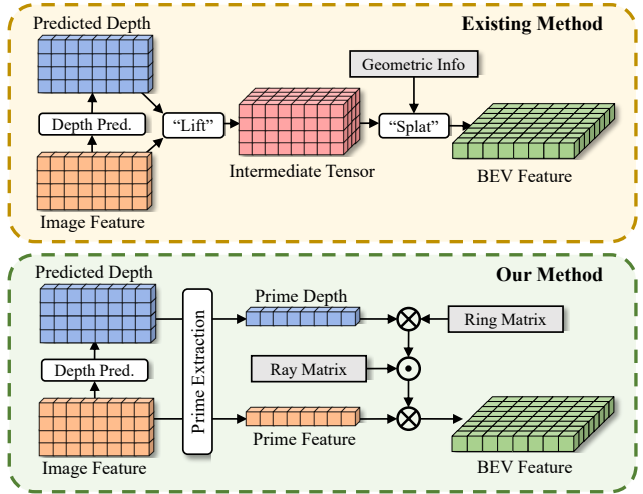 Predicted Depth
Existing Method
Geometric Info
Depth Pred.
“Lift”
“Splat”
Intermediate Tensor
BEV Feature
Image Feature
Predicted Depth
Our Method
Prime Depth
Ring Matrix
Prime Extraction
Depth Pred.
Ray Matrix
Prime Feature
Image Feature
BEV Feature